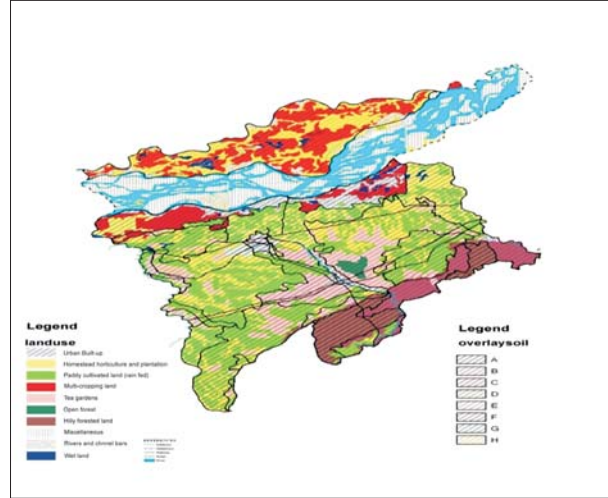 Legend
landuse
Urban Built-up
Homestead horticulture and plantation
Paddy cultivated land (rain fed)
Multi-cropping land
Tea gardens
Open forest
Hilly forested land
Miscellaneous
Rivers and chnnel bars
Wet land
Legend
overlaysoil
A
B
C
D
E
F
G
H